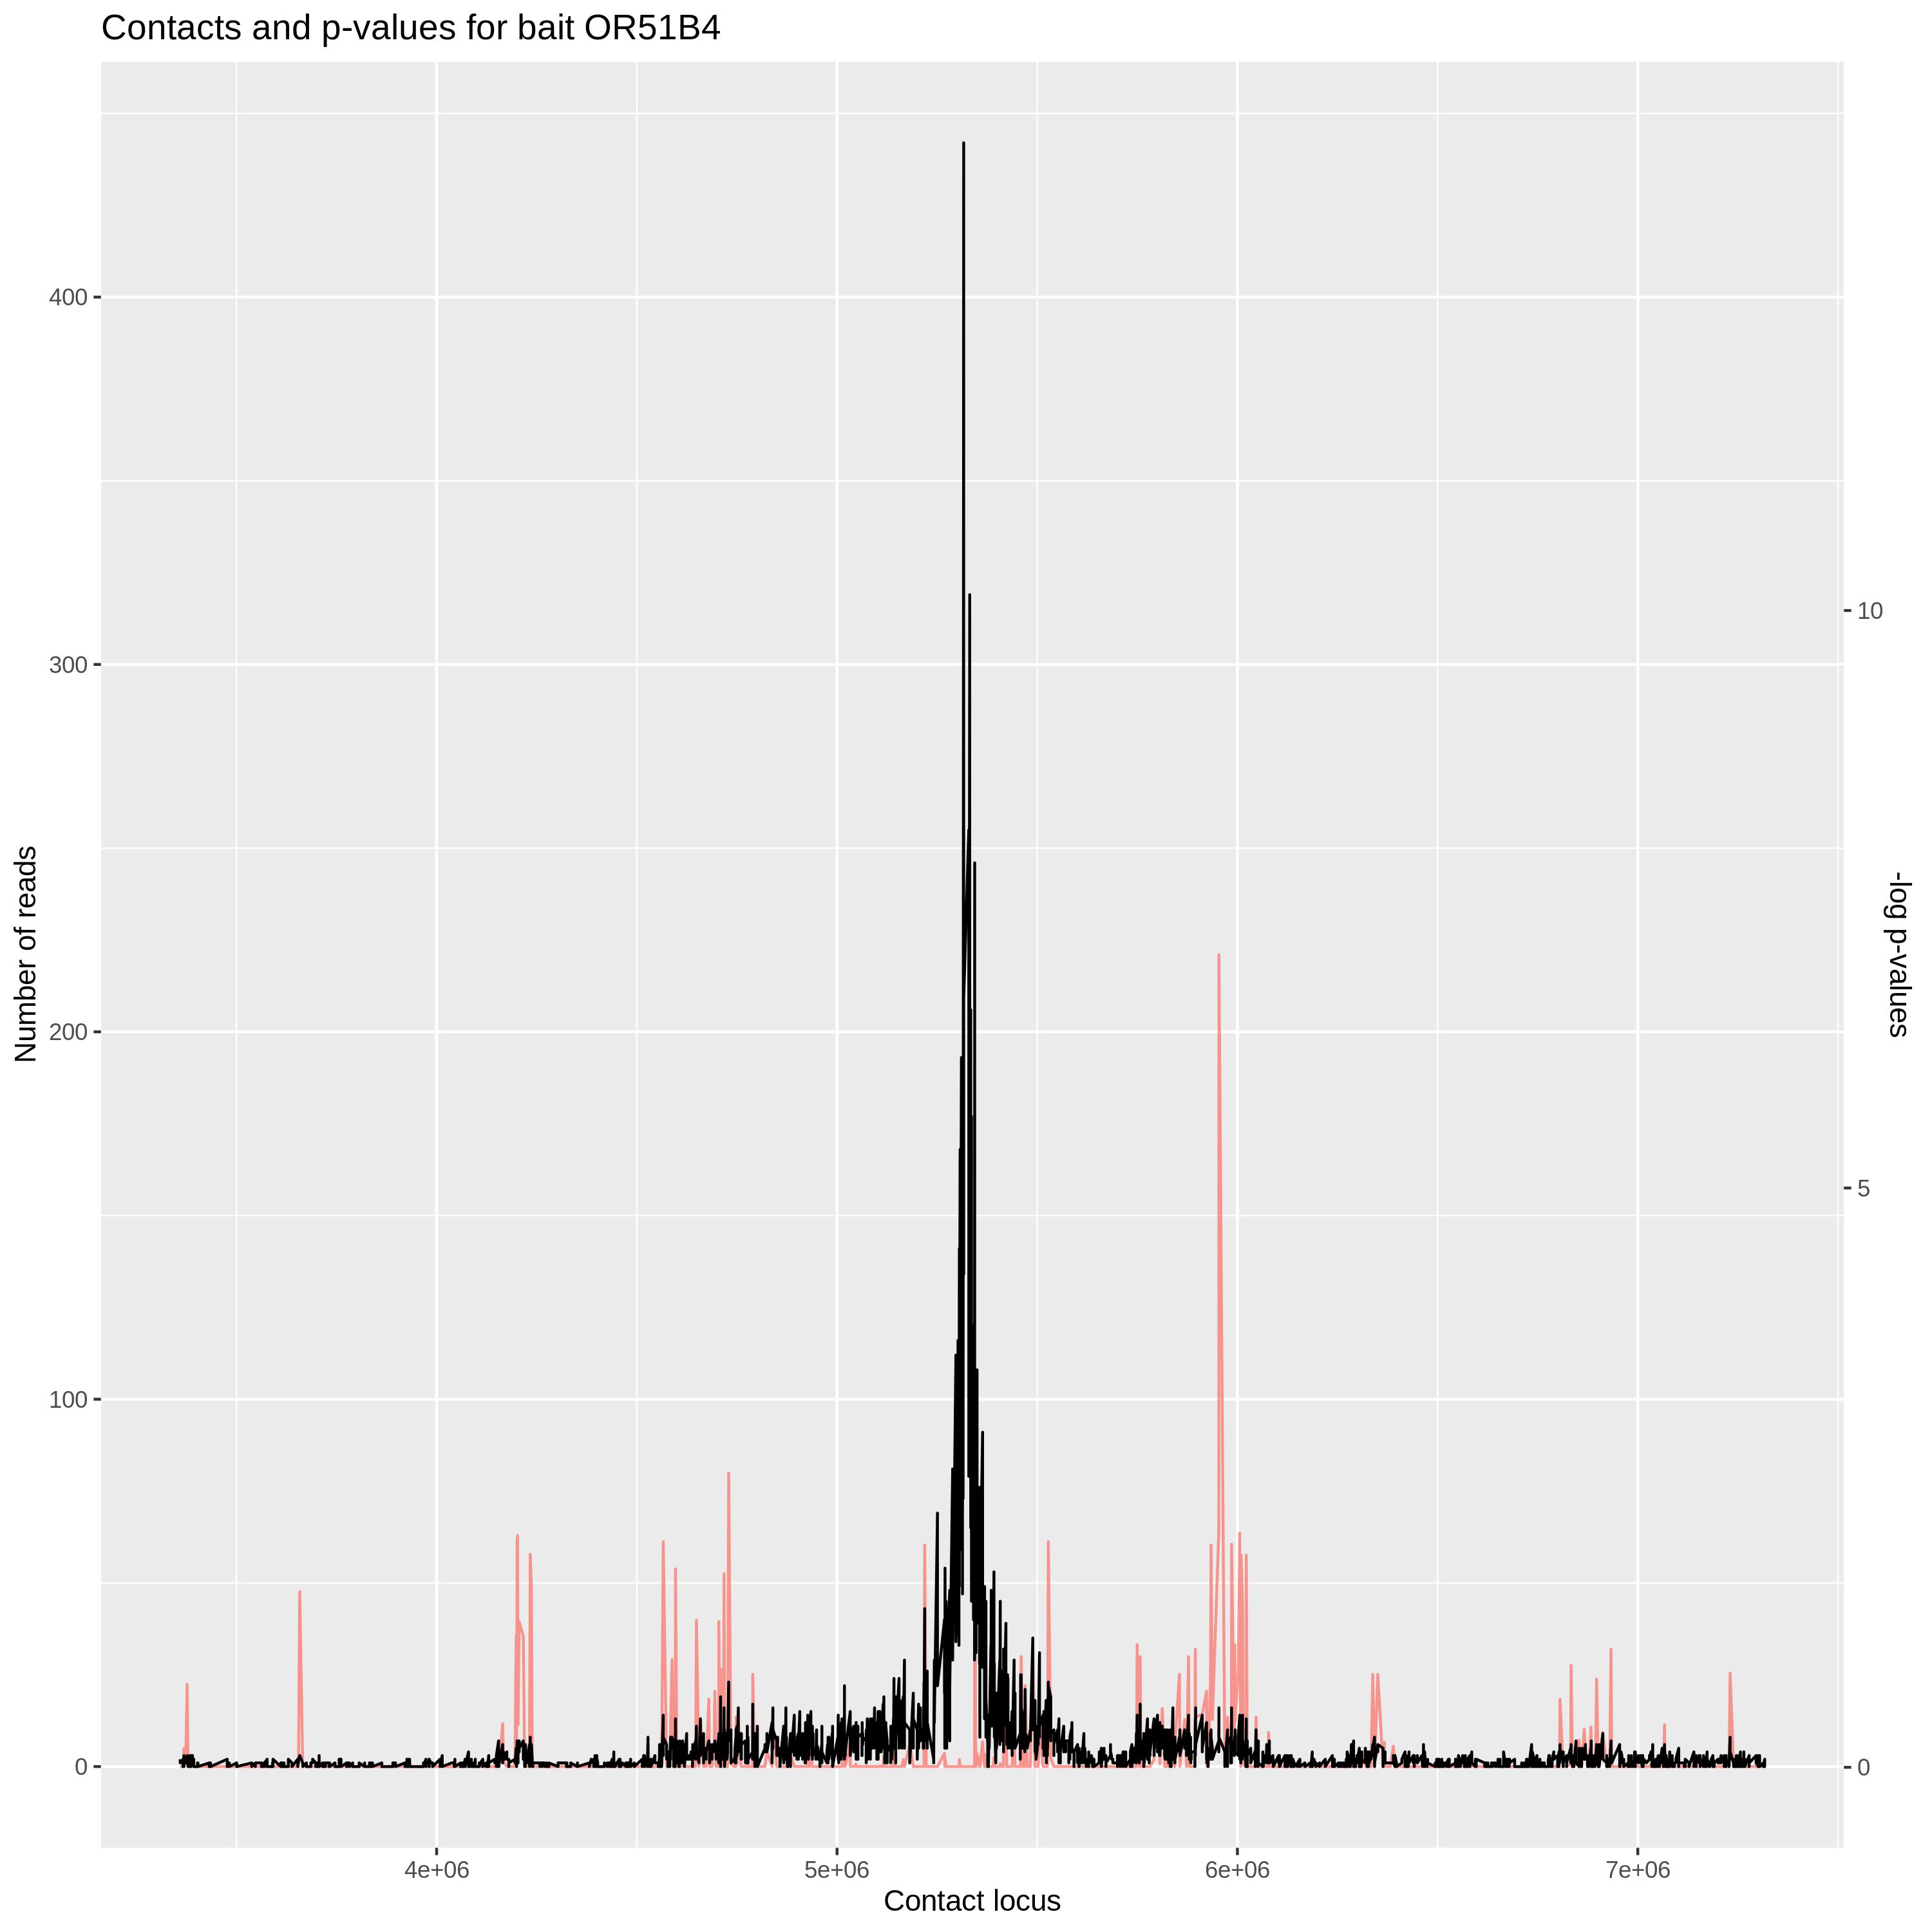 Contacts and p-values for bait OR51B4
400
300
200
100
0
Number of reads
10
5
0
-log p-values
4e+06
5e+06
6e+06
7e+06
Contact locus